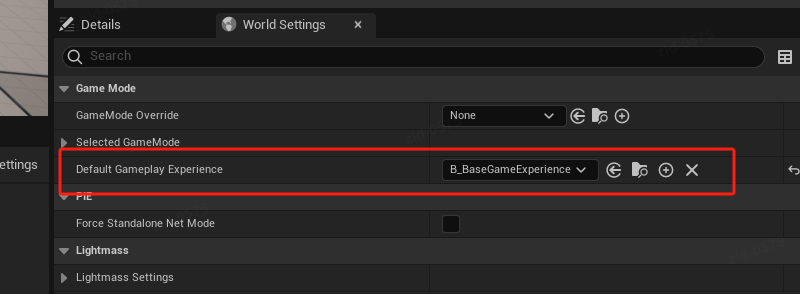 Details
World Settings
Search
Game Mode
GameMode Override
None
Selected GameMode
ettings
Default Gameplay Experience
B_BaseGameExperience
PIE
Force Standalone Net Mode
Lightmass
Lightmass Settings